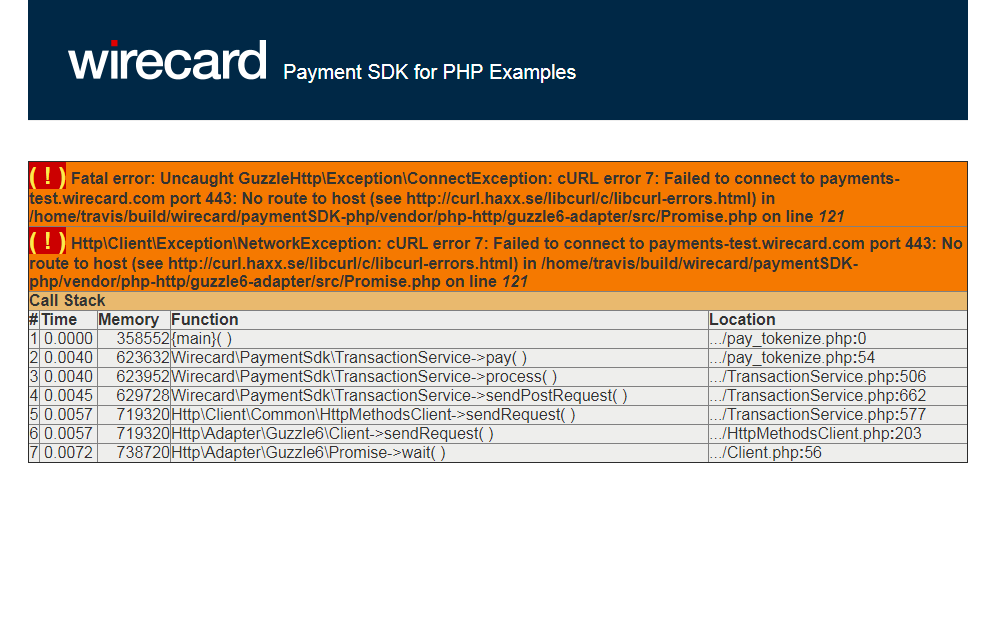 wirecard Payment SDK for PHP Examples
( ! ) Fatal error: Uncaught GuzzleHttp\Exception\ConnectException: cURL error 7: Failed to connect to payments-
test.wirecard.com port 443: No route to host (see http://curl.haxx.se/libcurl/c/libcurl-errors.html) in
/home/travis/build/wirecard/paymentSDK-php/vendor/php-http/guzzle6-adapter/src/Promise.php on line 121
( ! ) Http\Client\Exception\NetworkException: cURL error 7: Failed to connect to payments-test.wirecard.com port 443: No
route to host (see http://curl.haxx.se/libcurl/c/libcurl-errors.html) in /home/travis/build/wirecard/paymentSDK-
php/vendor/php-http/guzzle6-adapter/src/Promise.php on line 121
Call Stack
# Time Memory Function Location
1 0.0000 358552 {main}( ) .../pay_tokenize.php:0
2 0.0040 623632 Wirecard\PaymentSdk\TransactionService->pay( ) .../pay_tokenize.php:54
3 0.0040 623952 Wirecard\PaymentSdk\TransactionService->process( ) .../TransactionService.php:506
4 0.0045 629728 Wirecard\PaymentSdk\TransactionService->sendPostRequest( ) .../TransactionService.php:662
5 0.0057 719320 Http\Client\Common\HttpMethodsClient->sendRequest( ) .../TransactionService.php:577
6 0.0057 719320 Http\Adapter\Guzzle6\Client->sendRequest( ) .../HttpMethodsClient.php:203
7 0.0072 738720 Http\Adapter\Guzzle6\Promise->wait( ) .../Client.php:56